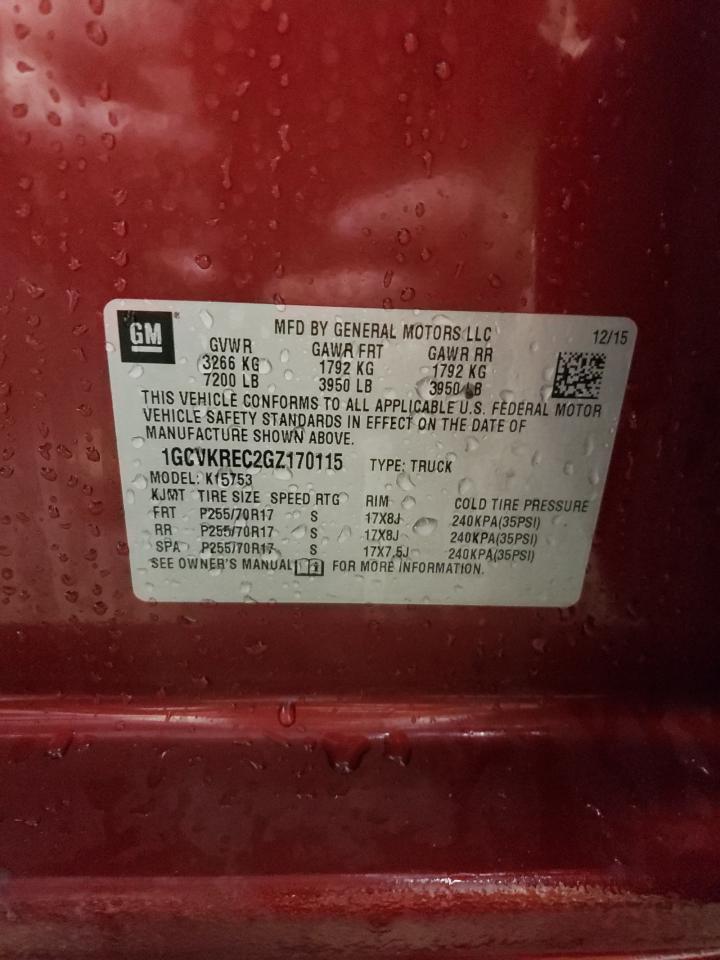 GM
MFD BY GENERAL MOTORS LLC 12/15
GVWR GAWR FRT GAWR RR
3266 KG 1792 KG 1792 KG
7200 LB 3950 LB 3950 LB
THIS VEHICLE CONFORMS TO ALL APPLICABLE U.S. FEDERAL MOTOR
VEHICLE SAFETY STANDARDS IN EFFECT ON THE DATE OF
MANUFACTURE SHOWN ABOVE.
1GCVKREC2GZ170115 TYPE: TRUCK
MODEL: K15753
KJMT TIRE SIZE SPEED RTG RIM COLD TIRE PRESSURE
FRT P255/70R17 S 17X8J 240KPA(35PSI)
RR P255/70R17 S 17X8J 240KPA(35PSI)
SPA P255/70R17 S 17X7.5J 240KPA(35PSI)
SEE OWNER'S MANUAL FOR MORE INFORMATION.